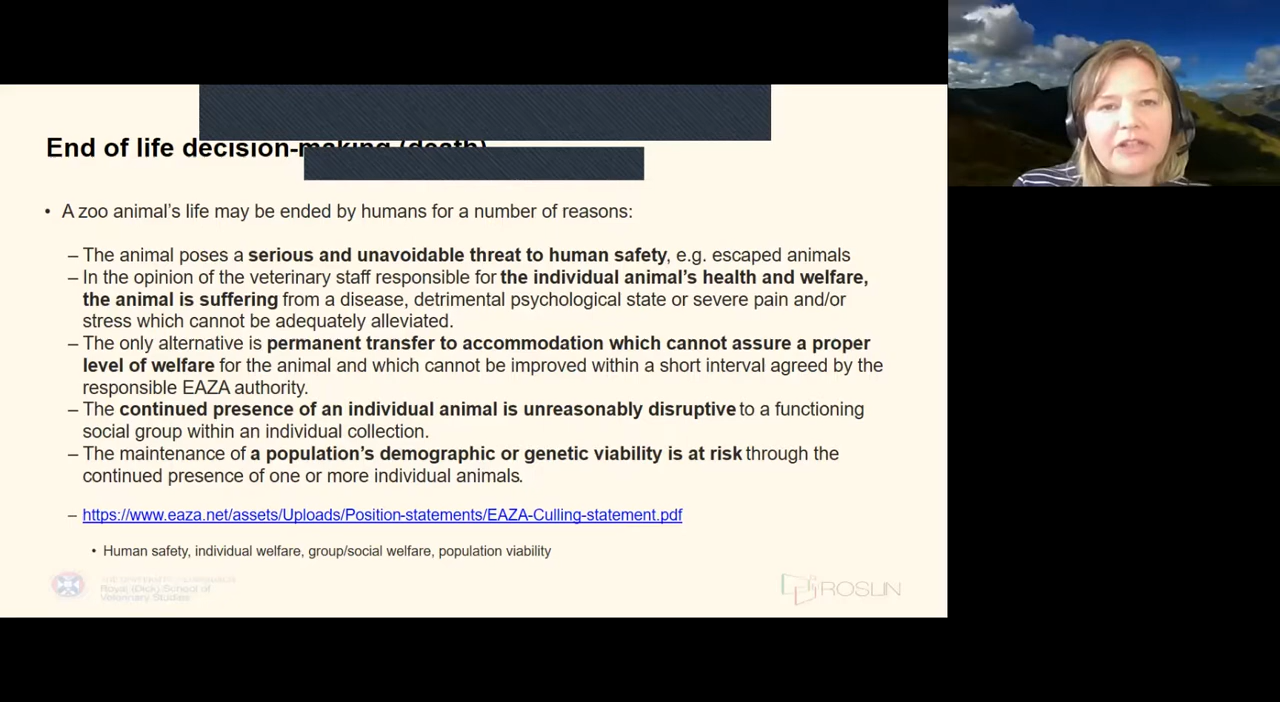 End of life decision-making (death)
• A zoo animal's life may be ended by humans for a number of reasons:
– The animal poses a serious and unavoidable threat to human safety, e.g. escaped animals
– In the opinion of the veterinary staff responsible for the individual animal's health and welfare,
the animal is suffering from a disease, detrimental psychological state or severe pain and/or
stress which cannot be adequately alleviated.
– The only alternative is permanent transfer to accommodation which cannot assure a proper
level of welfare for the animal and which cannot be improved within a short interval agreed by the
responsible EAZA authority.
– The continued presence of an individual animal is unreasonably disruptive to a functioning
social group within an individual collection.
– The maintenance of a population's demographic or genetic viability is at risk through the
continued presence of one or more individual animals.
– https://www.eaza.net/assets/Uploads/Position-statements/EAZA-Culling-statement.pdf
• Human safety, individual welfare, group/social welfare, population viability
Royal (Dick) School of
Veterinary Studies
ROSLIN